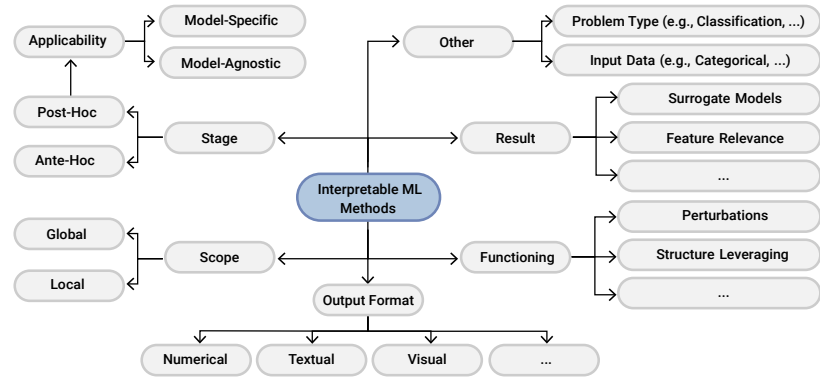 Applicability
Model-Specific
Model-Agnostic
Other
Problem Type (e.g., Classification, ...)
Input Data (e.g., Categorical, ...)
Post-Hoc
Ante-Hoc
Stage
Result
Surrogate Models
Feature Relevance
...
Interpretable ML
Methods
Global
Local
Scope
Functioning
Perturbations
Structure Leveraging
...
Output Format
Numerical
Textual
Visual
...